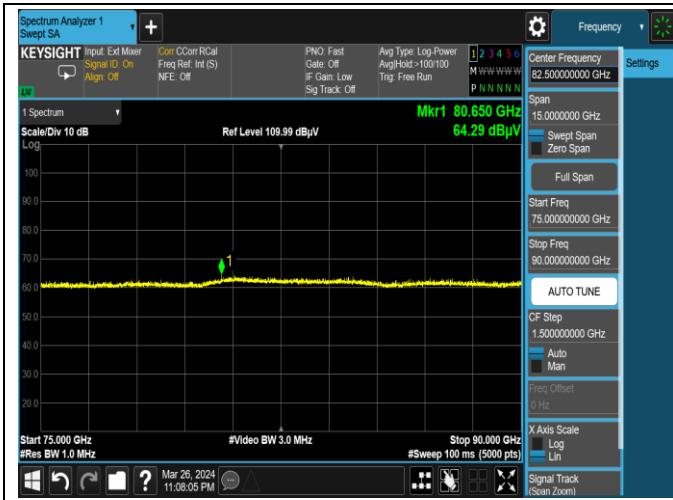 Spectrum Analyzer 1
Swept SA
+
Frequency
KEYSIGHT
Input: Ext Mixer
Signal ID: On
Align: Off
Corr CCorr RCal
Freq Ref: Int (S)
NFE: Off
PNO: Fast
Gate: Off
IF Gain: Low
Sig Track: Off
Avg Type: Log-Power
Avg|Hold:>100/100
Trig: Free Run
1 2 3 4 5 6
M W W W W W
P N N N N N
LXI
1 Spectrum
Mkr1 80.650 GHz
Scale/Div 10 dB
Ref Level 109.99 dBµV
64.29 dBµV
Log
100
90.0
80.0
70.0
1
60.0
50.0
40.0
30.0
20.0
Start 75.000 GHz
#Video BW 3.0 MHz
Stop 90.000 GHz
#Res BW 1.0 MHz
#Sweep 100 ms (5000 pts)
?
Mar 26, 2024
11:08:05 PM
Center Frequency
82.500000000 GHz
Settings
Span
15.0000000 GHz
Swept Span
Zero Span
Full Span
Start Freq
75.000000000 GHz
Stop Freq
90.000000000 GHz
AUTO TUNE
CF Step
1.500000000 GHz
Auto
Man
Freq Offset
0 Hz
X Axis Scale
Log
Lin
Signal Track
(Span Zoom)